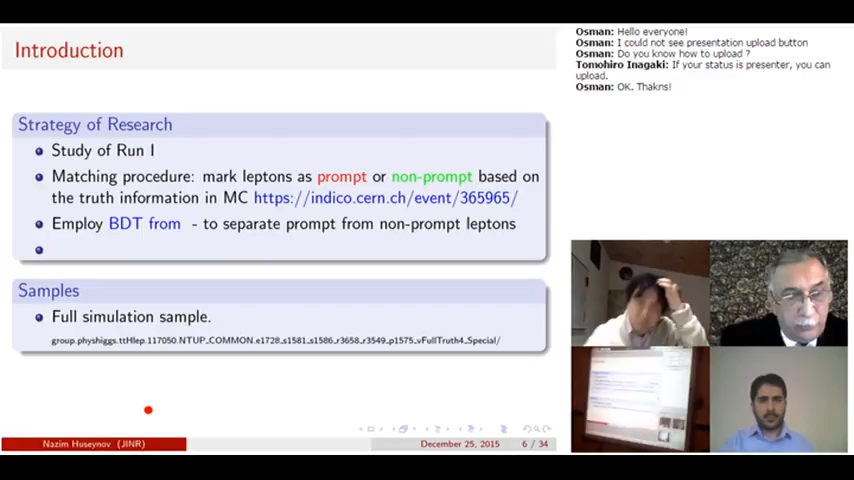 Introduction
Strategy of Research
Study of Run I
Matching procedure: mark leptons as prompt or non-prompt based on
the truth information in MC https://indico.cern.ch/event/365965/
Employ BDT from - to separate prompt from non-prompt leptons
Samples
Full simulation sample.
group.physhiggs.ttHlep.117050.NTUP_COMMON.e1728_s1581_s1586_r3658_r3549_p1575_vFullTruth4_Special/
Nazim Huseynov (JINR)
December 25, 2015
6 / 34
Osman: Hello everyone!
Osman: I could not see presentation upload button
Osman: Do you know how to upload ?
Tomohiro Inagaki: If your status is presenter, you can
upload.
Osman: OK. Thakns!